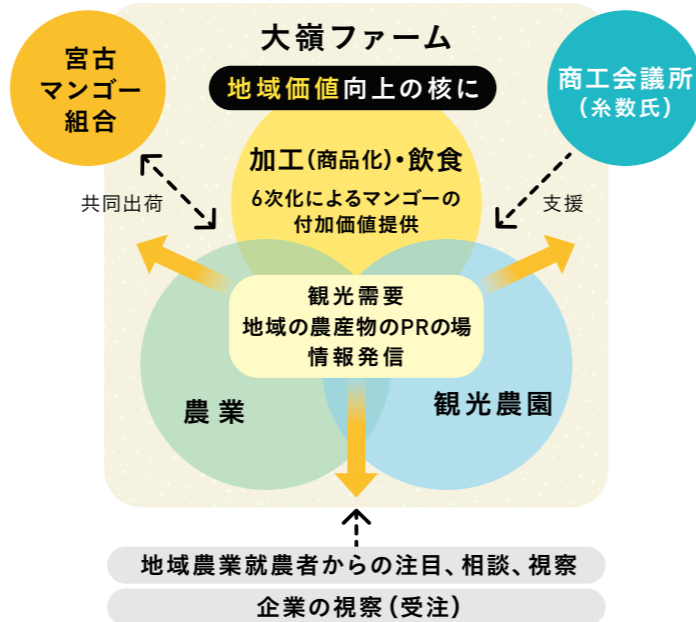 大嶺ファーム
宮古
マンゴー
組合
商工会議所
(糸数氏)
地域価値向上の核に
加工(商品化)・飲食
6次化によるマンゴーの
付加価値提供
共同出荷
支援
観光需要
地域の農産物のPRの場
情報発信
農業
観光農園
地域農業就農者からの注目、相談、視察
企業の視察(受注)